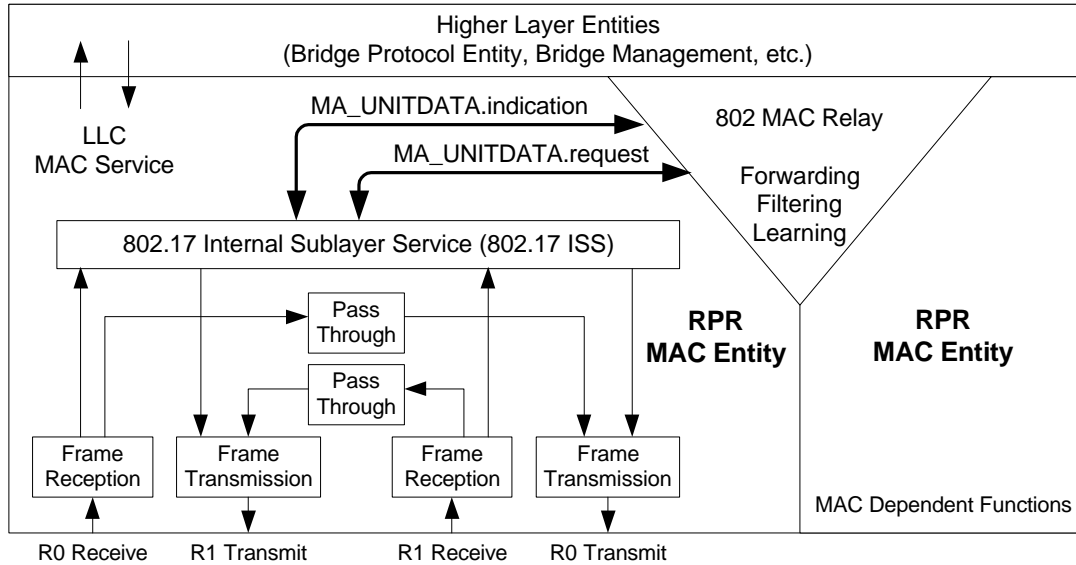 Higher Layer Entities
(Bridge Protocol Entity, Bridge Management, etc.)
MA_UNITDATA.indication
802 MAC Relay
LLC
MAC Service
MA_UNITDATA.request
Forwarding
Filtering
Learning
802.17 Internal Sublayer Service (802.17 ISS)
Pass
Through
RPR
MAC Entity
RPR
MAC Entity
Pass
Through
Frame
Reception
Frame
Transmission
Frame
Reception
Frame
Transmission
MAC Dependent Functions
R0 Receive
R1 Transmit
R1 Receive
R0 Transmit